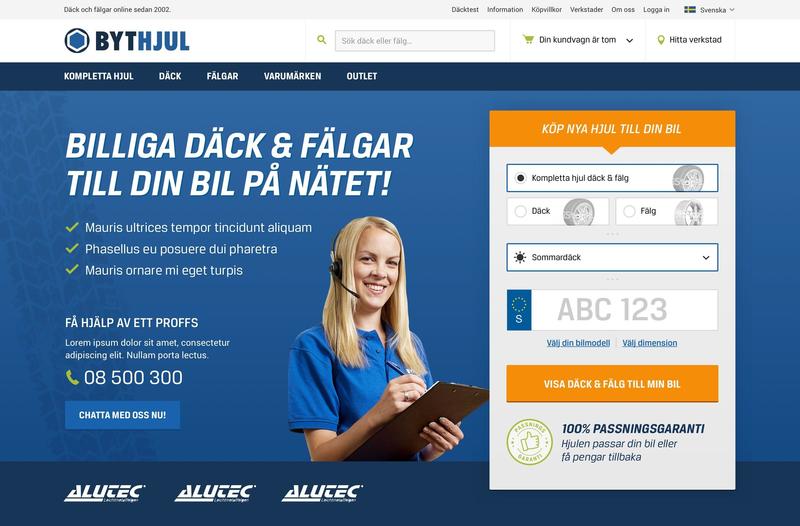 Däck och fälgar online sedan 2002.
Däcktest Information Köpvillkor Verkstader Om oss Logga in Svenska
BYTHJUL
Sök däck eller fälg...
Din kundvagn är tom
Hitta verkstad
KOMPLETTA HJUL DÄCK FÄLGAR VARUMÄRKEN OUTLET
BILLIGA DÄCK & FÄLGAR
TILL DIN BIL PÅ NÄTET!
Mauris ultrices tempor tincidunt aliquam
Phasellus eu posuere dui pharetra
Mauris ornare mi eget turpis
FÅ HJÄLP AV ETT PROFFS
Lorem ipsum dolor sit amet, consectetur
adipiscing elit. Nullam porta lectus.
08 500 300
CHATTA MED OSS NU!
KÖP NYA HJUL TILL DIN BIL
Kompletta hjul däck & fälg
Däck
Fälg
Sommardäck
S
ABC 123
Välj din bilmodell
Välj dimension
VISA DÄCK & FÄLG TILL MIN BIL
PASSNINGS
GARANTI
100% PASSNINGSGARANTI
Hjulen passar din bil eller
få pengar tillbaka
ALUTEC ALUTEC ALUTEC